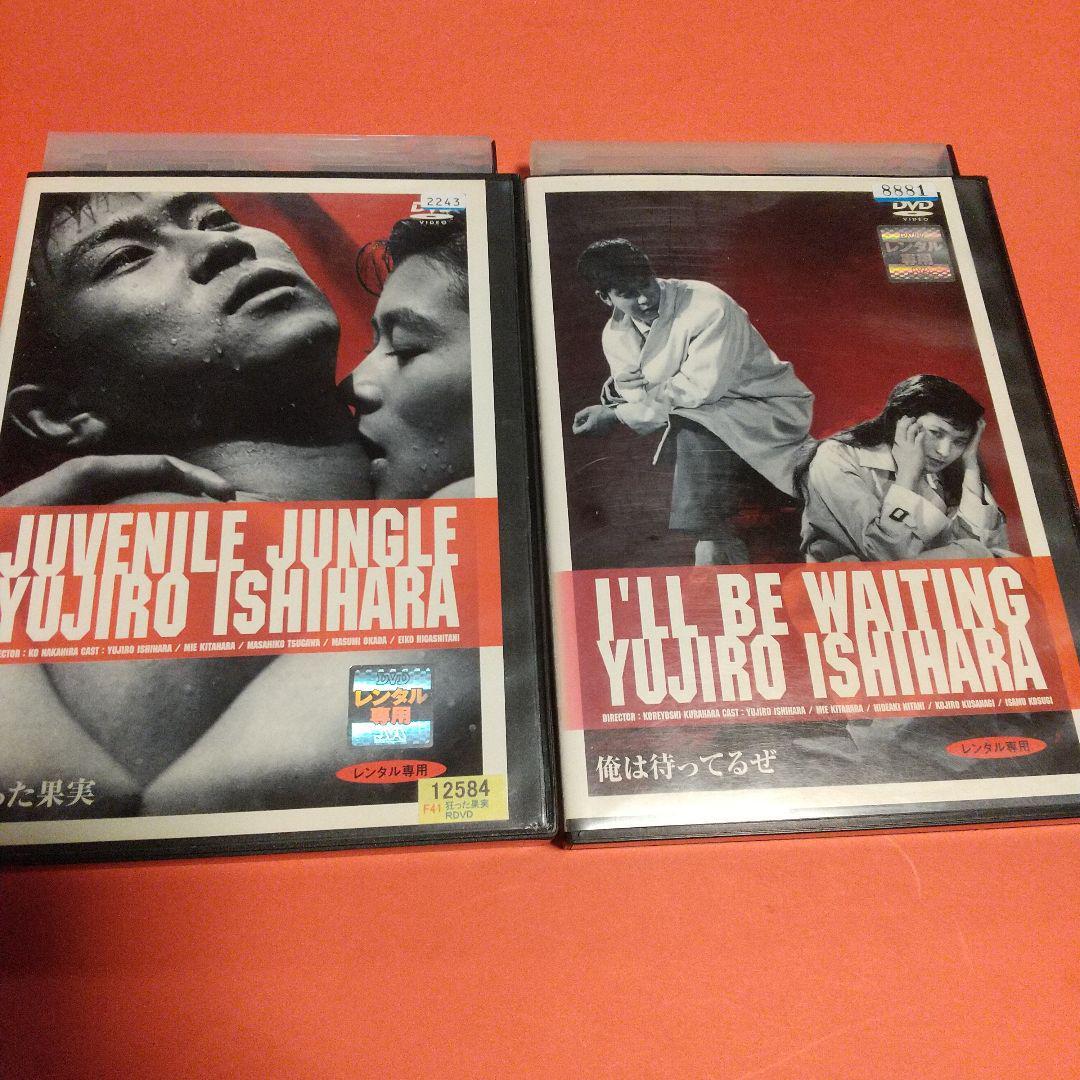 2243
DVD
VIDEO
JUVENILE JUNGLE
YUJIRO ISHIHARA
CTOR : KO NAKAHIRA CAST : YUJIRO ISHIHARA / MIE KITAHARA / MASAHIKO TSUGAWA / MASUMI OKADA / EIKO HIGASHITANI
DVD
レンタル
専用
レンタル専用
った果実
12584
F41 狂った果実
RDVD
8881
DVD
VIDEO
レンタル
専用
I'LL BE WAITING
YUJIRO ISHIHARA
DIRECTOR : KOREYOSHI KURAHARA CAST : YUJIRO ISHIHARA / MIE KITAHARA / HIDEAKI NITANI / KOJIRO KUSANAGI / ISAMU KOSUGI
俺は待ってるぜ
レンタル専用